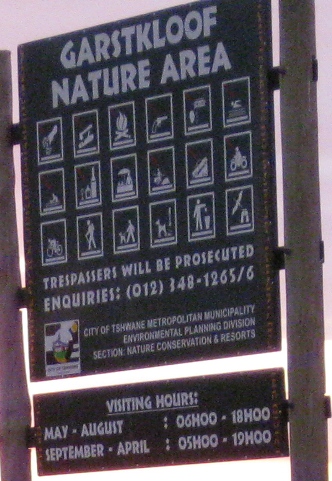 GARSTKLOOF
NATURE AREA
TRESPASSERS WILL BE PROSECUTED
ENQUIRIES: (012) 348-1265/6
CITY OF TSHWANE METROPOLITAN MUNICIPALITY
ENVIRONMENTAL PLANNING DIVISION
SECTION: NATURE CONSERVATION & RESORTS
VISITING HOURS:
MAY - AUGUST : 06H00 - 18H00
SEPTEMBER - APRIL : 05H00 - 19H00